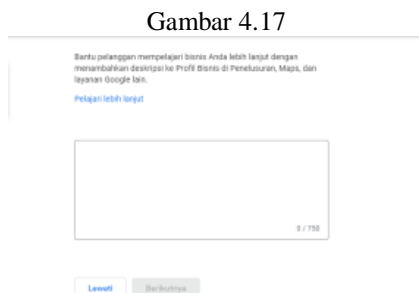 Gambar 4.17
Bantu pelanggan mempelajari bisnis Anda lebih lanjut dengan
menambahkan deskripsi ke Profil Bisnis di Penelusuran, Maps, dan
layanan Google lain.
Pelajari lebih lanjut
0 / 750
Lewati Berikutnya